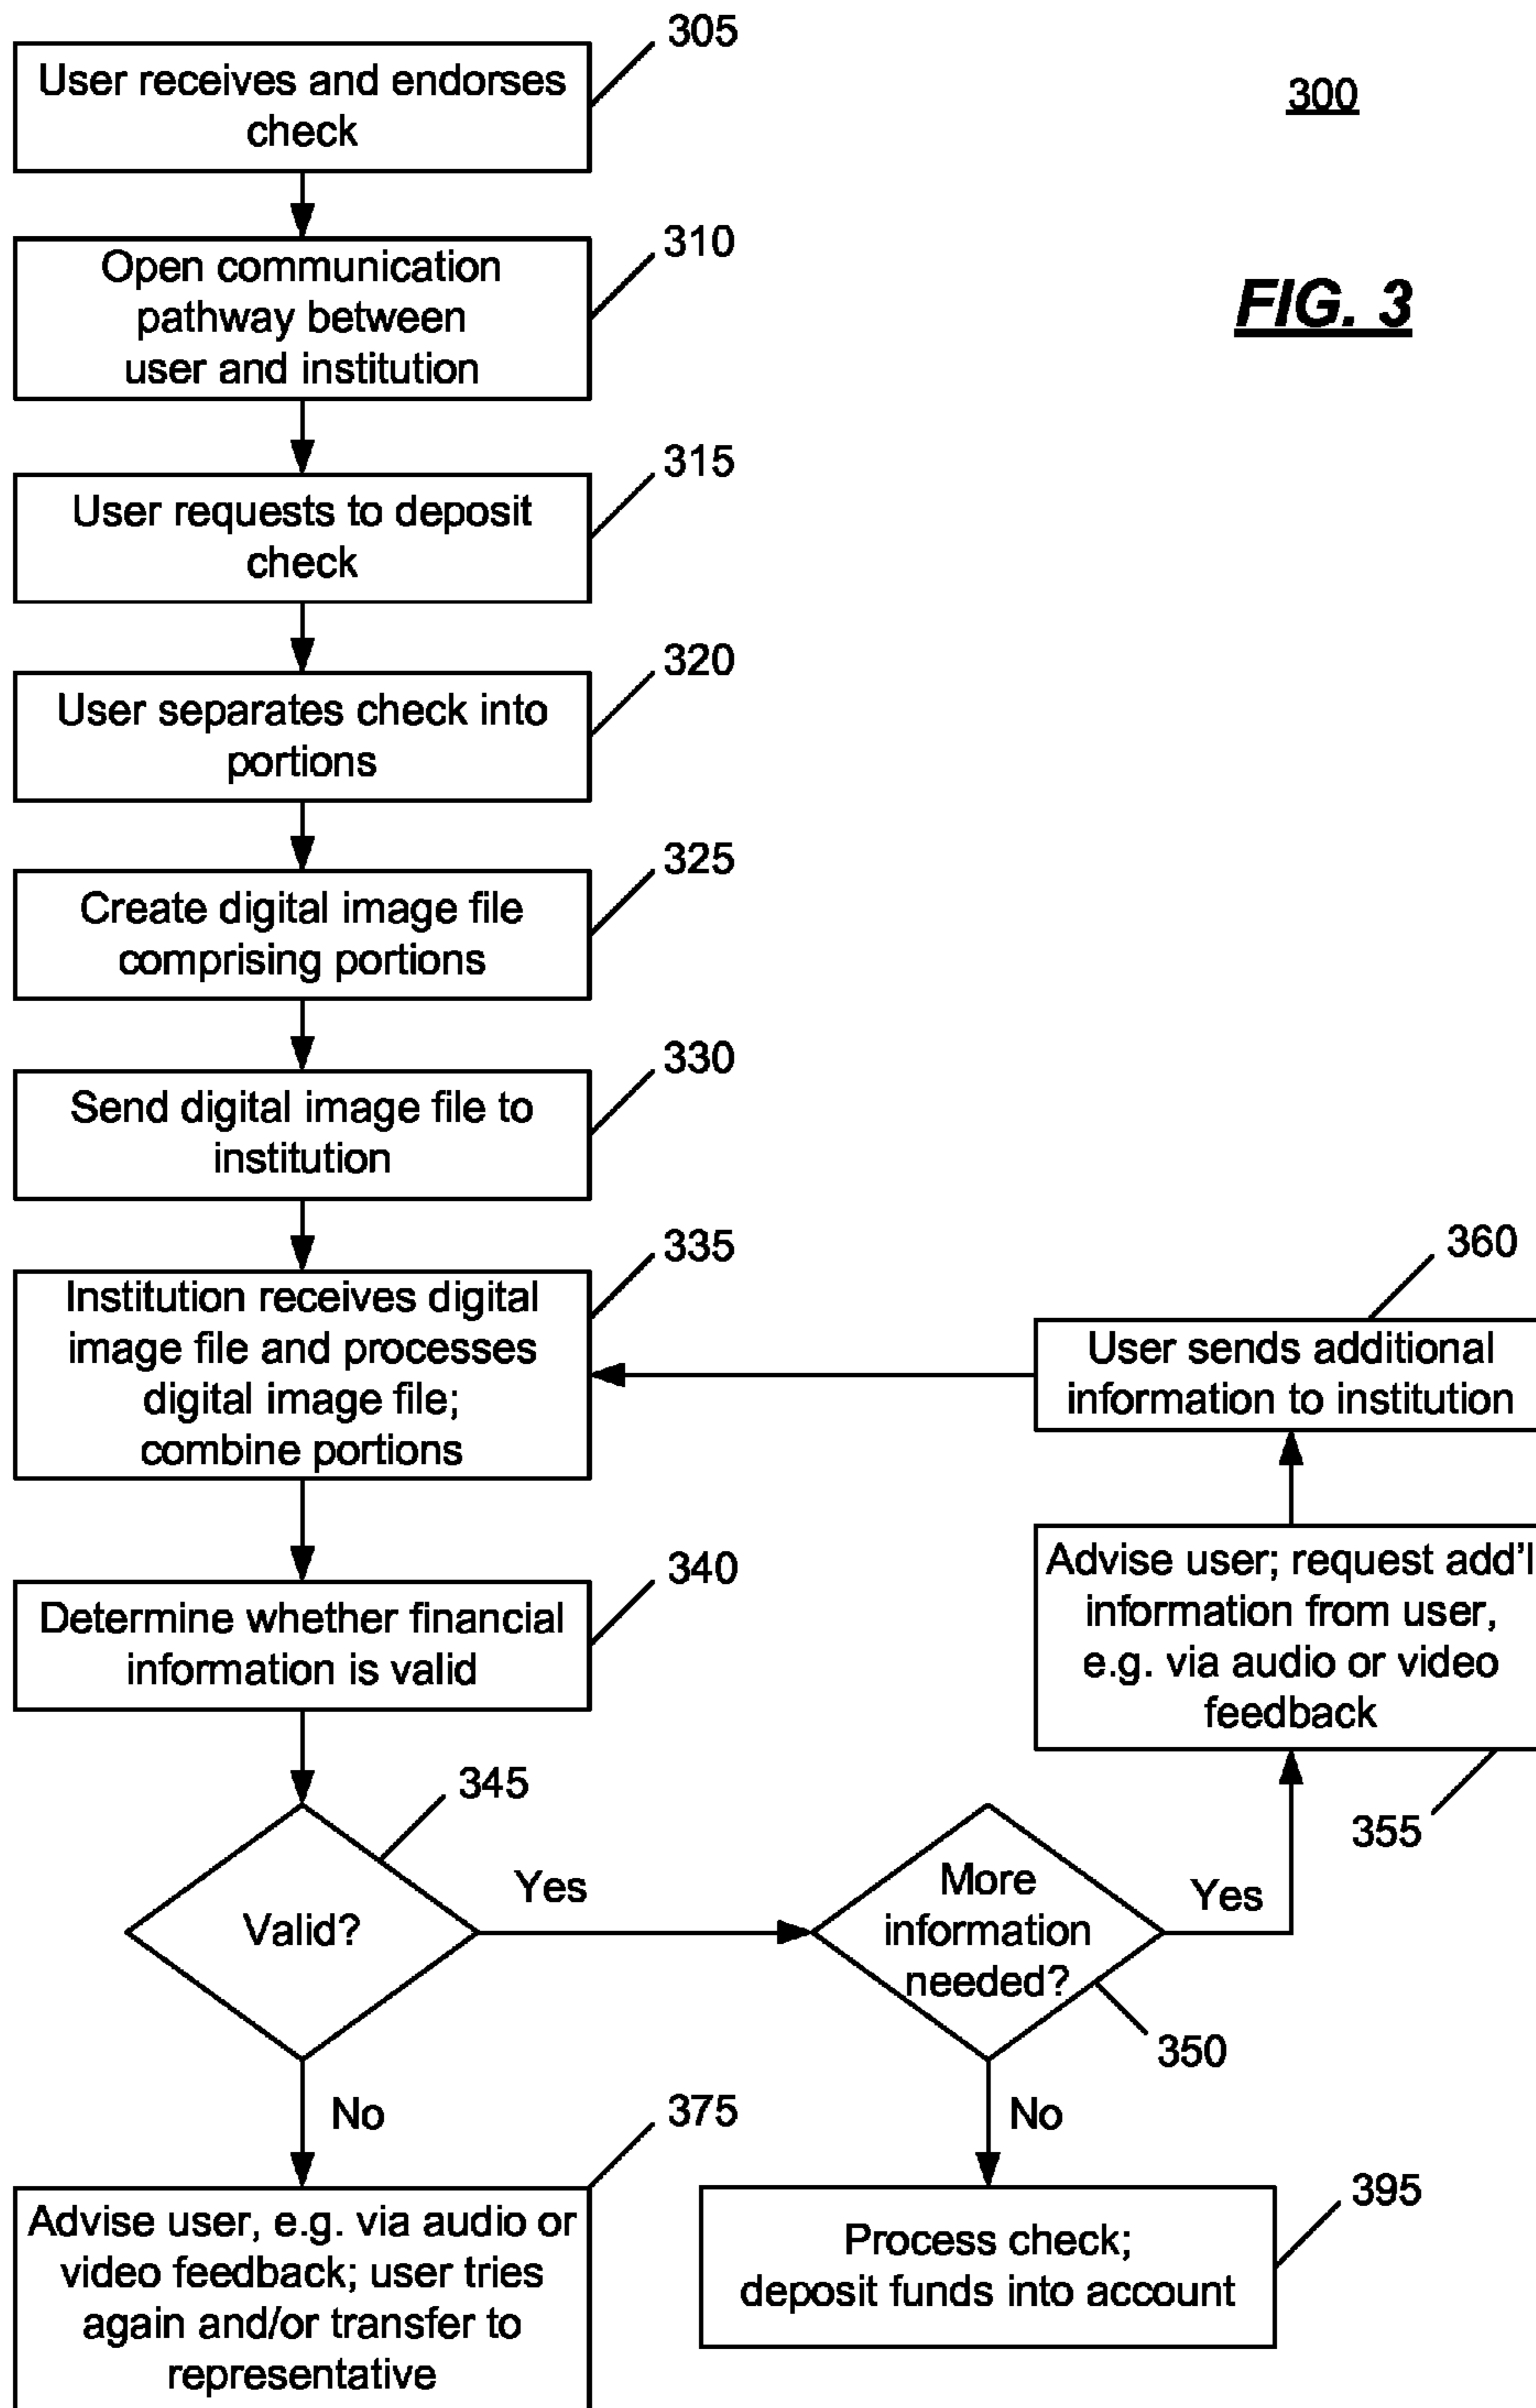 305
User receives and endorses
check
300
310
Open communication
pathway between
user and institution
FIG. 3
315
User requests to deposit
check
320
User separates check into
portions
325
Create digital image file
comprising portions
330
Send digital image file to
institution
335
Institution receives digital
image file and processes
digital image file;
combine portions
360
User sends additional
information to institution
340
Determine whether financial
information is valid
Advise user; request add'l
information from user,
e.g. via audio or video
feedback
355
345
Valid?
Yes
More
information
needed?
Yes
350
No
No
375
Advise user, e.g. via audio or
video feedback; user tries
again and/or transfer to
representative
395
Process check;
deposit funds into account